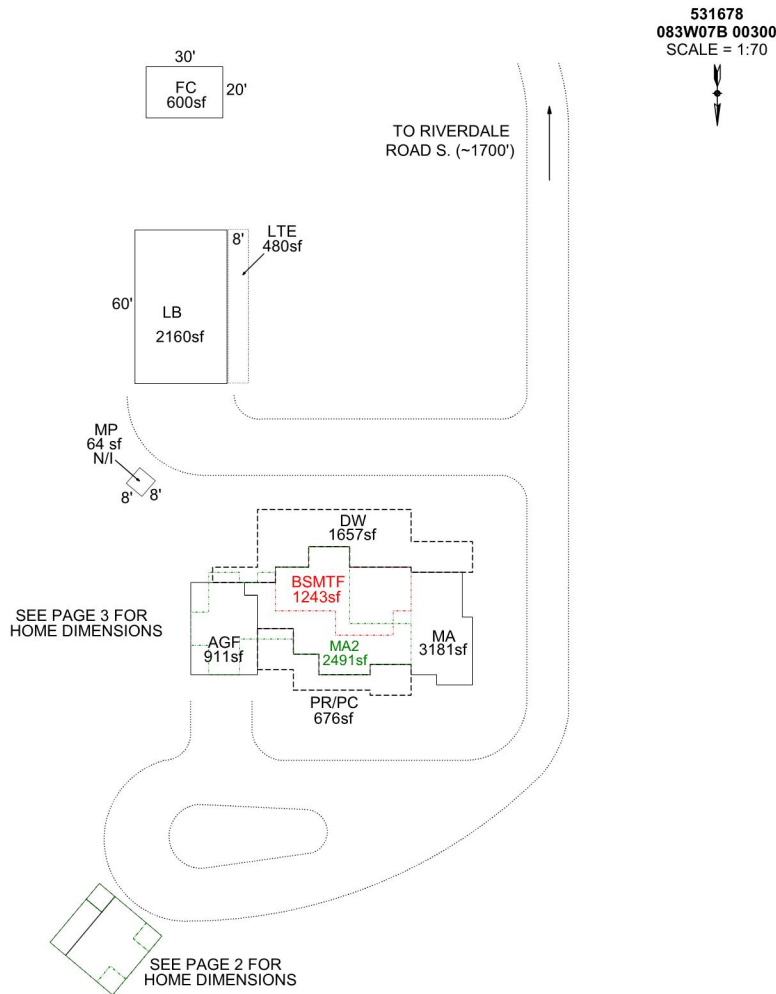 531678
083W07B 00300
SCALE = 1:70
30'
FC
600sf
20'
TO RIVERDALE
ROAD S. (~1700')
8'
LTE
480sf
60'
LB
2160sf
MP
64 sf
N/I
8'
8'
DW
1657sf
BSMTF
1243sf
SEE PAGE 3 FOR
HOME DIMENSIONS
AGF
911sf
MA2
2491sf
MA
3181sf
PR/PC
676sf
SEE PAGE 2 FOR
HOME DIMENSIONS